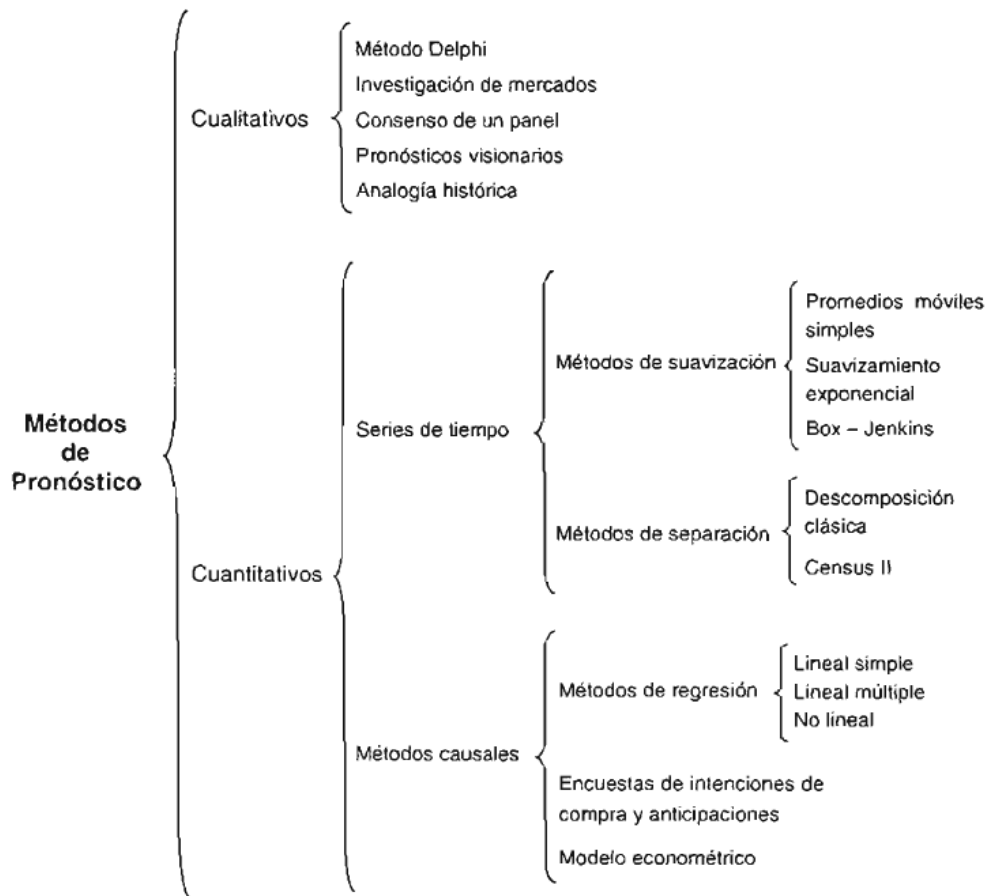 Métodos
de
Pronóstico
Cualitativos
Método Delphi
Investigación de mercados
Consenso de un panel
Pronósticos visionarios
Analogía histórica
Cuantitativos
Series de tiempo
Métodos de suavización
Promedios móviles
simples
Suavizamiento
exponencial
Box – Jenkins
Métodos de separación
Descomposición
clásica
Census II
Métodos causales
Métodos de regresión
Lineal simple
Lineal múltiple
No lineal
Encuestas de intenciones de
compra y anticipaciones
Modelo econométrico